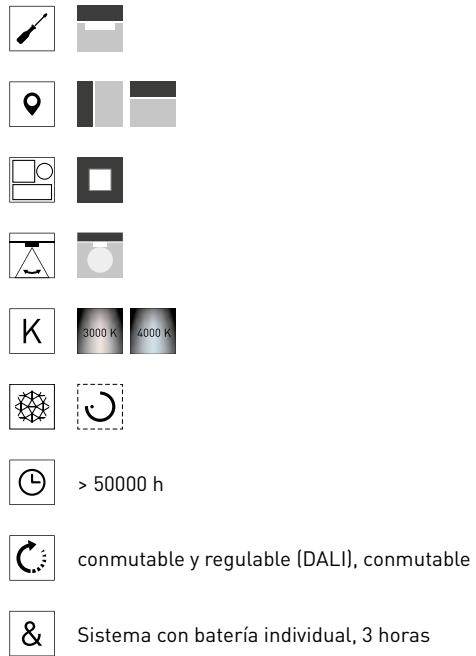 K
3000 K 4000 K
> 50000 h
conmutable y regulable (DALI), conmutable
&
Sistema con batería individual, 3 horas